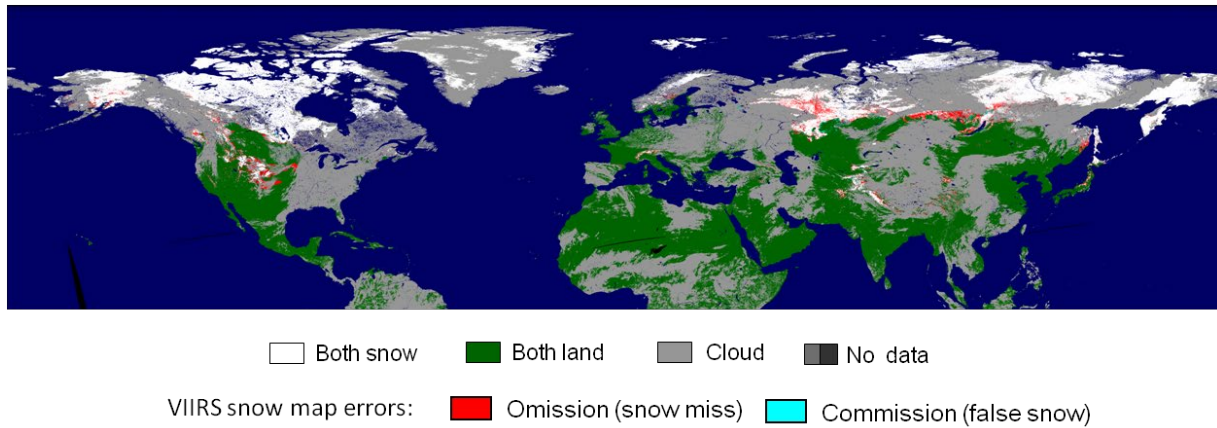 Both snow Both land Cloud No data
VIIRS snow map errors: Omission (snow miss) Commission (false snow)